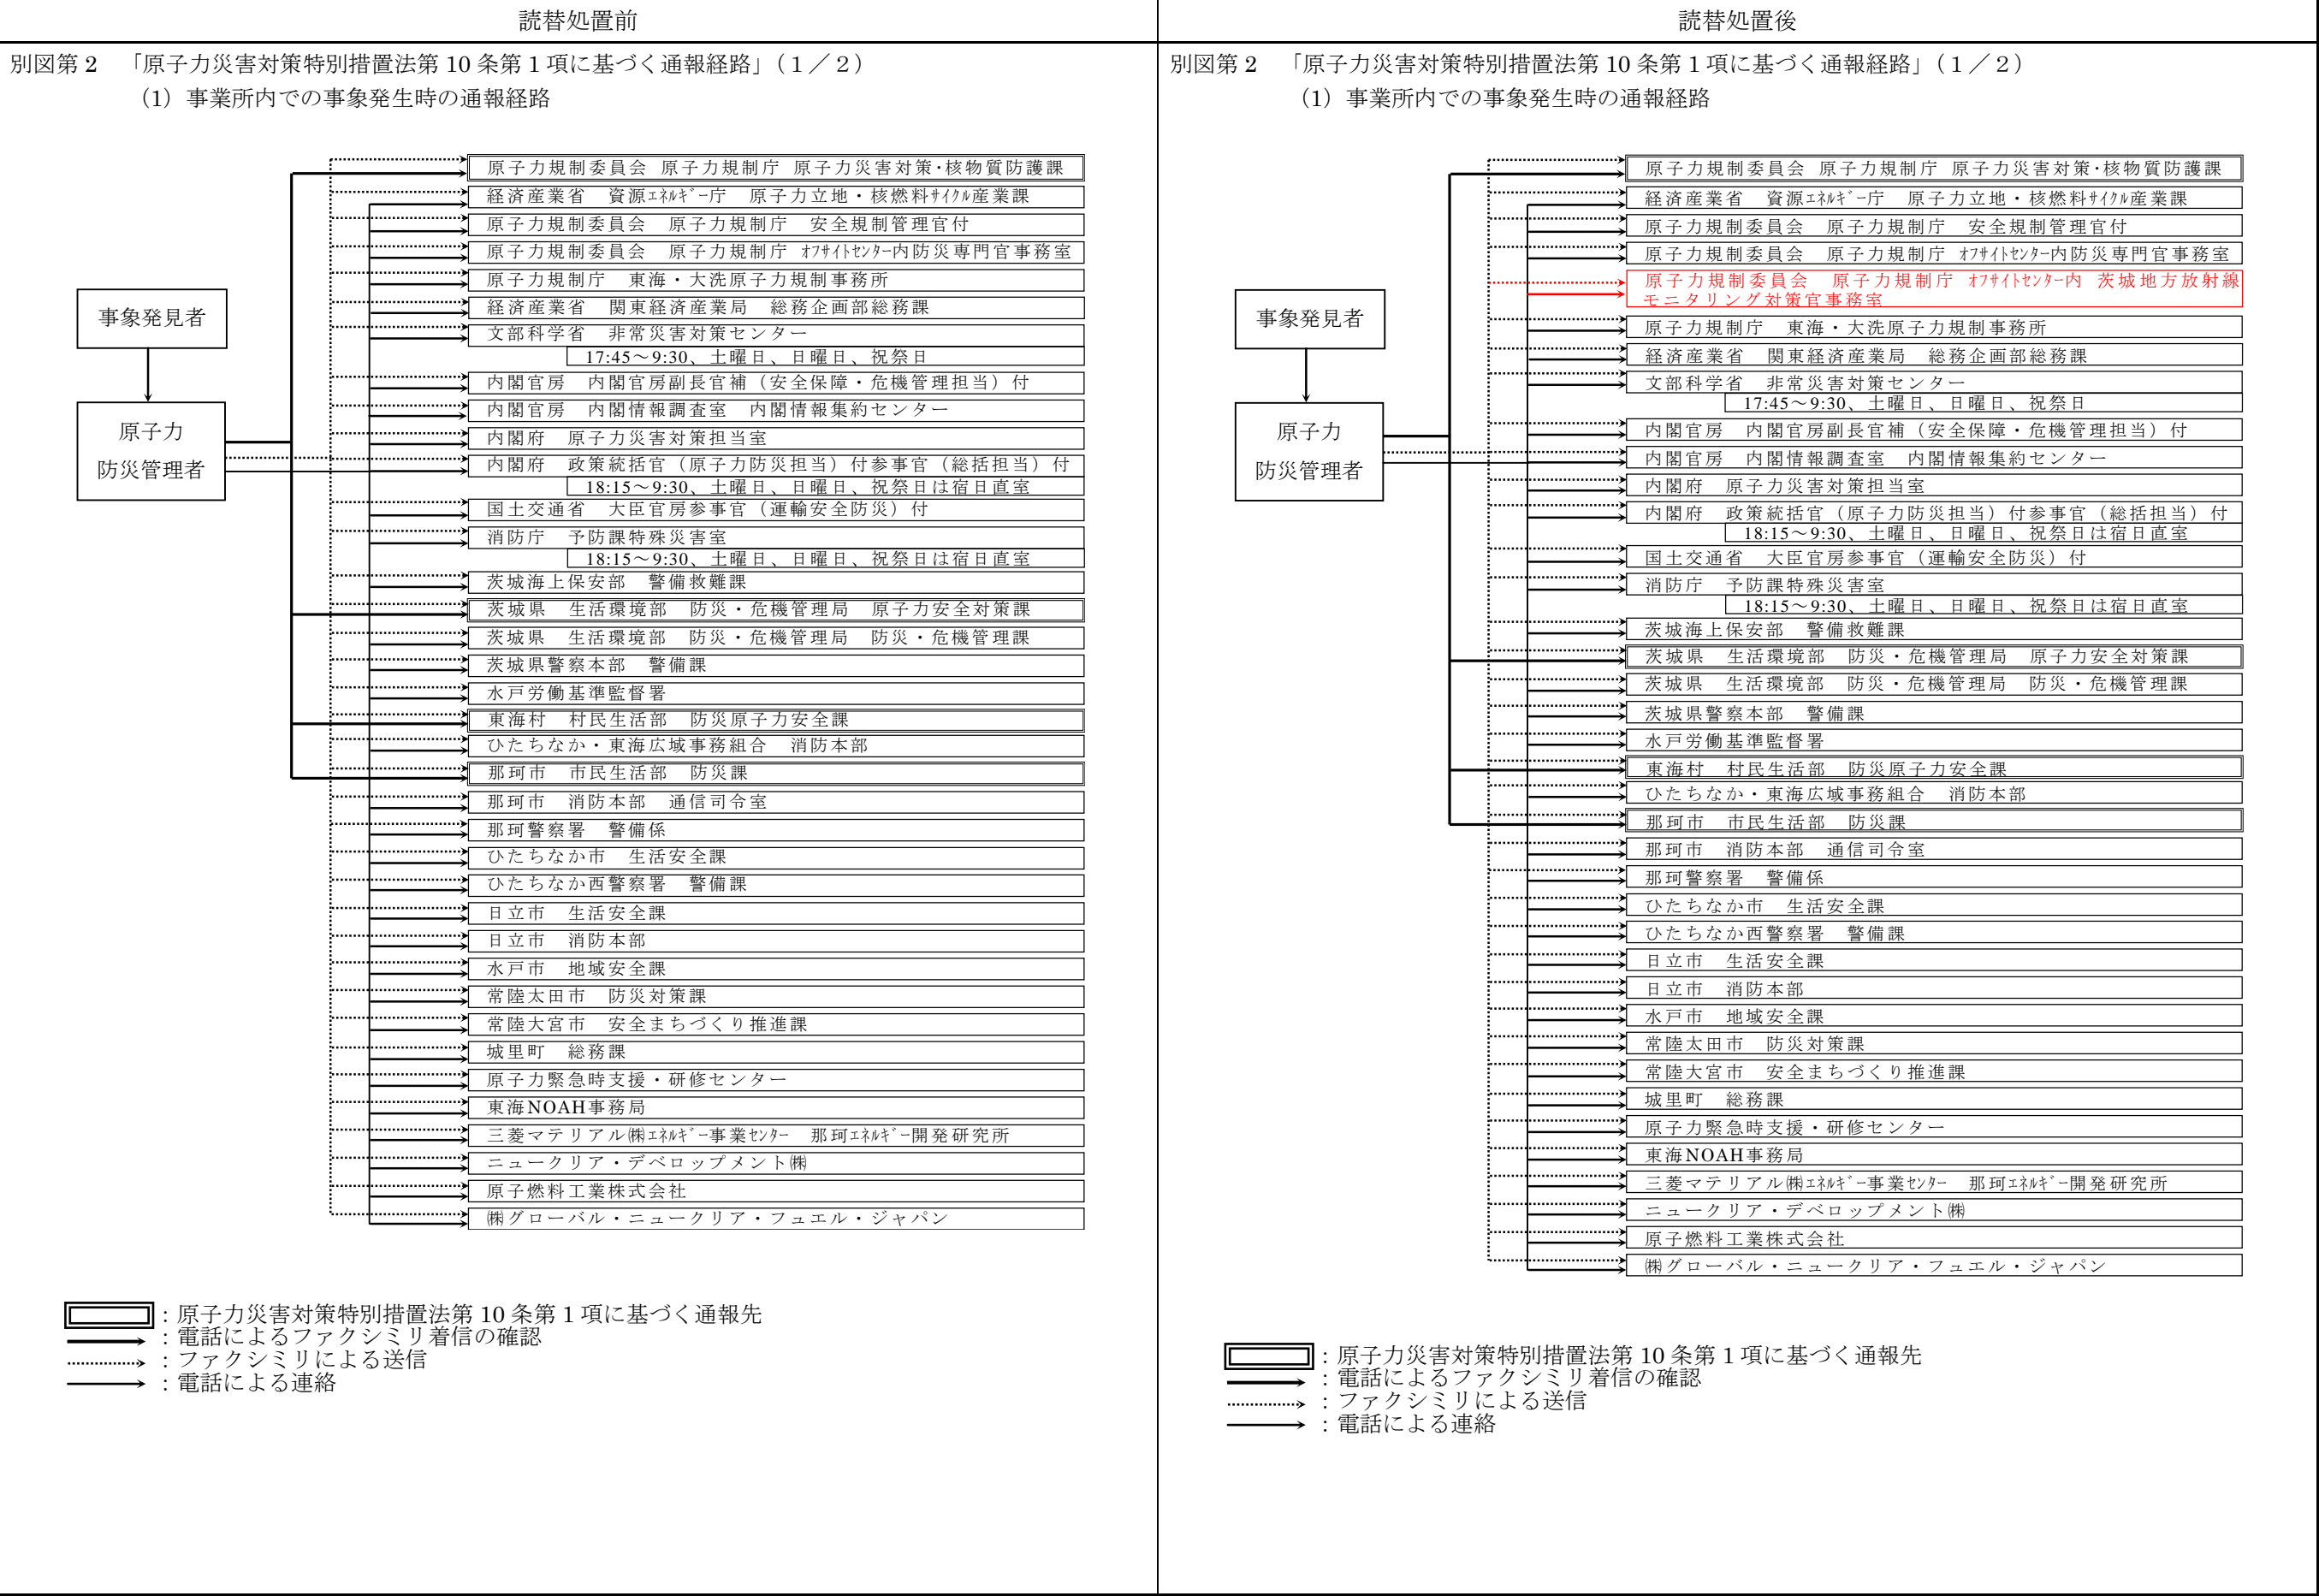 読替処置前
別図第2 「原子力災害対策特別措置法第10条第1項に基づく通報経路」(1/2)
(1)事業所内での事象発生時の通報経路
事象発見者
原子力
防災管理者
原子力規制委員会 原子力規制庁 原子力災害対策・核物質防護課
経済産業省 資源エネルギー庁 原子力立地・核燃料サイクル産業課
原子力規制委員会 原子力規制庁 安全規制管理官付
原子力規制委員会 原子力規制庁 オフサイトセンター内防災専門官事務室
原子力規制庁 東海・大洗原子力規制事務所
経済産業省 関東経済産業局 総務企画部総務課
文部科学省 非常災害対策センター
17:45～9:30、土曜日、日曜日、祝祭日
内閣官房 内閣官房副長官補(安全保障・危機管理担当)付
内閣官房 内閣情報調査室 内閣情報集約センター
内閣府 原子力災害対策担当室
内閣府 政策統括官(原子力防災担当)付参事官(総括担当)付
18:15～9:30、土曜日、日曜日、祝祭日は宿日直室
国土交通省 大臣官房参事官(運輸安全防災)付
消防庁 予防課特殊災害室
18:15～9:30、土曜日、日曜日、祝祭日は宿日直室
茨城海上保安部 警備救難課
茨城県 生活環境部 防災・危機管理局 原子力安全対策課
茨城県 生活環境部 防災・危機管理局 防災・危機管理課
茨城県警察本部 警備課
水戸労働基準監督署
東海村 村民生活部 防災原子力安全課
ひたちなか・東海広域事務組合 消防本部
那珂市 市民生活部 防災課
那珂市 消防本部 通信司令室
那珂警察署 警備係
ひたちなか市 生活安全課
ひたちなか西警察署 警備課
日立市 生活安全課
日立市 消防本部
水戸市 地域安全課
常陸太田市 防災対策課
常陸大宮市 安全まちづくり推進課
城里町 総務課
原子力緊急時支援・研修センター
東海NOAH事務局
三菱マテリアル㈱エネルギー事業センター 那珂エネルギー開発研究所
ニュークリア・デベロップメント㈱
原子燃料工業株式会社
㈱グローバル・ニュークリア・フュエル・ジャパン
:原子力災害対策特別措置法第10条第1項に基づく通報先
:電話によるファクシミリ着信の確認
:ファクシミリによる送信
:電話による連絡
読替処置後
別図第2 「原子力災害対策特別措置法第10条第1項に基づく通報経路」(1/2)
(1)事業所内での事象発生時の通報経路
事象発見者
原子力
防災管理者
原子力規制委員会 原子力規制庁 原子力災害対策・核物質防護課
経済産業省 資源エネルギー庁 原子力立地・核燃料サイクル産業課
原子力規制委員会 原子力規制庁 安全規制管理官付
原子力規制委員会 原子力規制庁 オフサイトセンター内防災専門官事務室
原子力規制委員会 原子力規制庁 オフサイトセンター内 茨城地方放射線
モニタリング対策官事務室
原子力規制庁 東海・大洗原子力規制事務所
経済産業省 関東経済産業局 総務企画部総務課
文部科学省 非常災害対策センター
17:45～9:30、土曜日、日曜日、祝祭日
内閣官房 内閣官房副長官補(安全保障・危機管理担当)付
内閣官房 内閣情報調査室 内閣情報集約センター
内閣府 原子力災害対策担当室
内閣府 政策統括官(原子力防災担当)付参事官(総括担当)付
18:15～9:30、土曜日、日曜日、祝祭日は宿日直室
国土交通省 大臣官房参事官(運輸安全防災)付
消防庁 予防課特殊災害室
18:15～9:30、土曜日、日曜日、祝祭日は宿日直室
茨城海上保安部 警備救難課
茨城県 生活環境部 防災・危機管理局 原子力安全対策課
茨城県 生活環境部 防災・危機管理局 防災・危機管理課
茨城県警察本部 警備課
水戸労働基準監督署
東海村 村民生活部 防災原子力安全課
ひたちなか・東海広域事務組合 消防本部
那珂市 市民生活部 防災課
那珂市 消防本部 通信司令室
那珂警察署 警備係
ひたちなか市 生活安全課
ひたちなか西警察署 警備課
日立市 生活安全課
日立市 消防本部
水戸市 地域安全課
常陸太田市 防災対策課
常陸大宮市 安全まちづくり推進課
城里町 総務課
原子力緊急時支援・研修センター
東海NOAH事務局
三菱マテリアル㈱エネルギー事業センター 那珂エネルギー開発研究所
ニュークリア・デベロップメント㈱
原子燃料工業株式会社
㈱グローバル・ニュークリア・フュエル・ジャパン
:原子力災害対策特別措置法第10条第1項に基づく通報先
:電話によるファクシミリ着信の確認
:ファクシミリによる送信
:電話による連絡